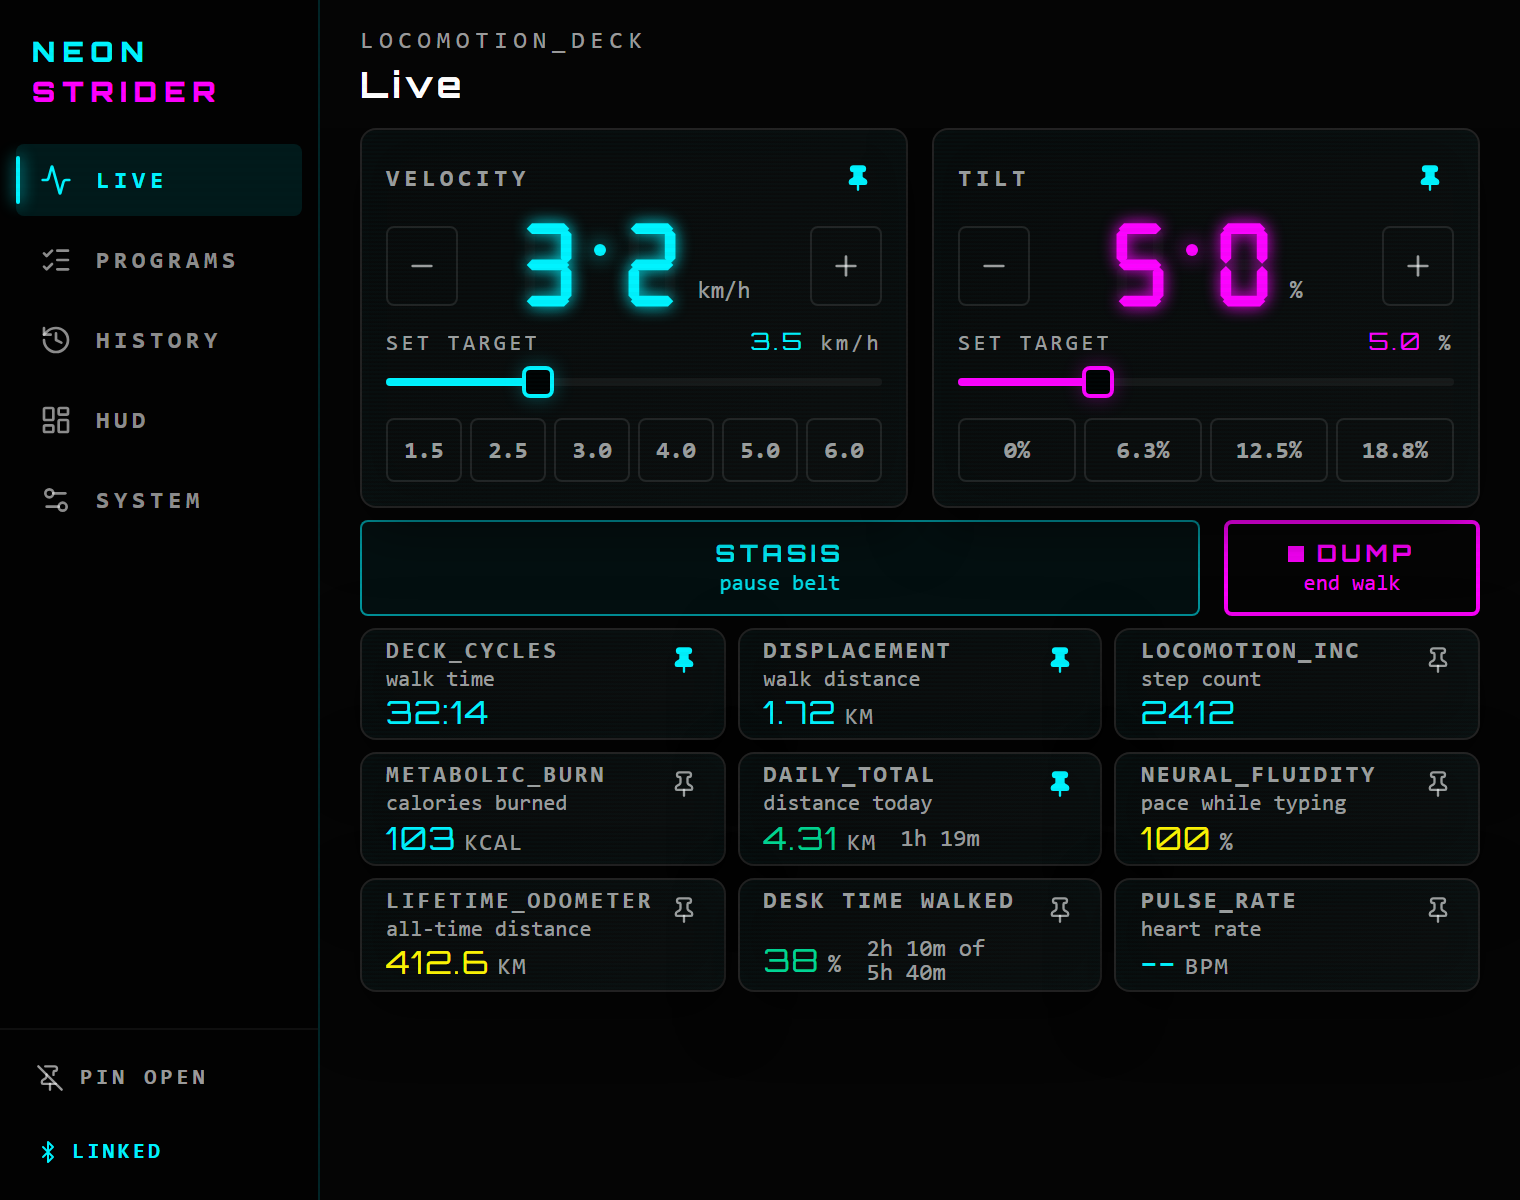 NEON
STRIDER
LIVE
PROGRAMS
HISTORY
HUD
SYSTEM
PIN OPEN
LINKED
LOCOMOTION_DECK
Live
VELOCITY
3.2 km/h
SET TARGET 3.5 km/h
1.5 2.5 3.0 4.0 5.0 6.0
TILT
5.0 %
SET TARGET 5.0 %
0% 6.3% 12.5% 18.8%
STASIS
pause belt
DUMP
end walk
DECK_CYCLES
walk time
32:14
DISPLACEMENT
walk distance
1.72 KM
LOCOMOTION_INC
step count
2412
METABOLIC_BURN
calories burned
103 KCAL
DAILY_TOTAL
distance today
4.31 KM 1h 19m
NEURAL_FLUIDITY
pace while typing
100 %
LIFETIME_ODOMETER
all-time distance
412.6 KM
DESK TIME WALKED
38 % 2h 10m of
5h 40m
PULSE_RATE
heart rate
-- BPM